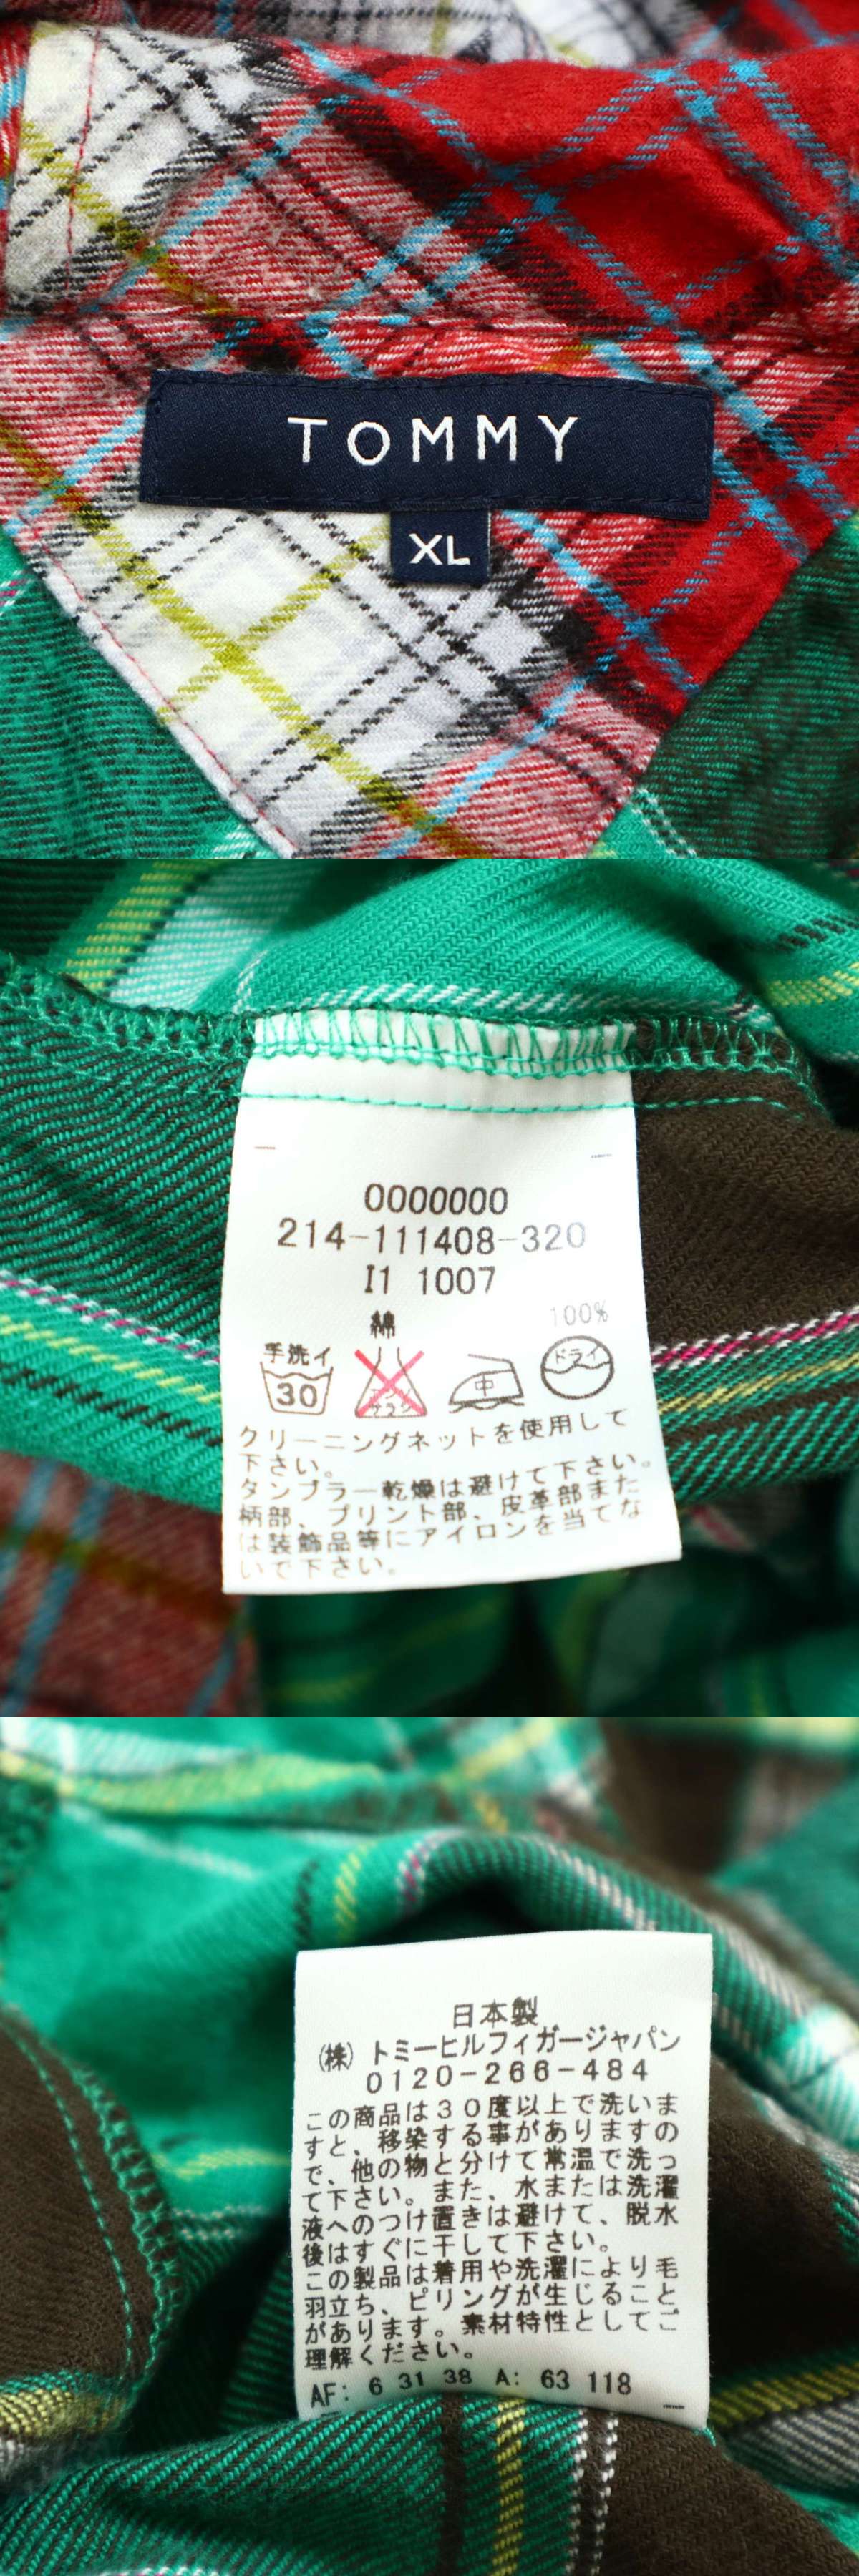 TOMMY
XL
0000000
214-111408-320
I1 1007
綿 100%
手洗イ
30
エンソ
サラシ
中
ドライ
クリーニングネットを使用して
下さい。
タンブラー乾燥は避けて下さい。
柄部、プリント部、皮革部また
は装飾品等にアイロンを当てな
いで下さい。
日本製
(株) トミーヒルフィガージャパン
0120-266-484
この商品は30度以上で洗いま
すと、移染する事がありますの
で、他の物と分けて常温で洗っ
て下さい。また、水または洗濯
液へのつけ置きは避けて、脱水
後はすぐに干して下さい。
この製品は着用や洗濯により毛
羽立ち、ピリングが生じること
があります。素材特性としてご
理解ください。
AF: 6 31 38 A: 63 118